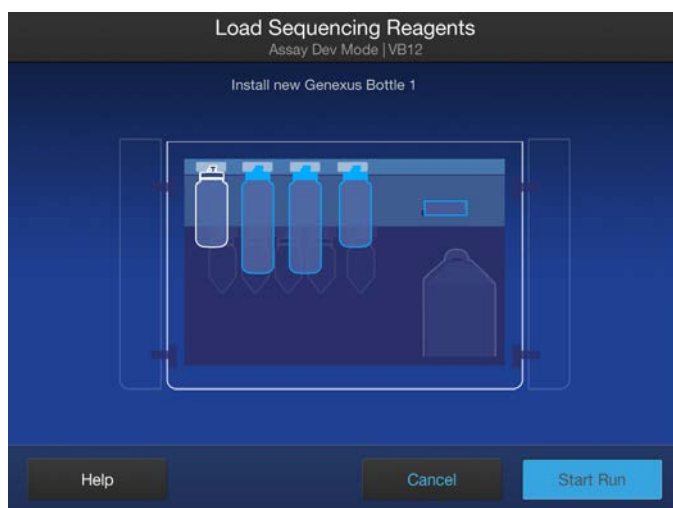 Load Sequencing Reagents
Assay Dev Mode | VB12
Install new Genexus Bottle 1
Help
Cancel
Start Run